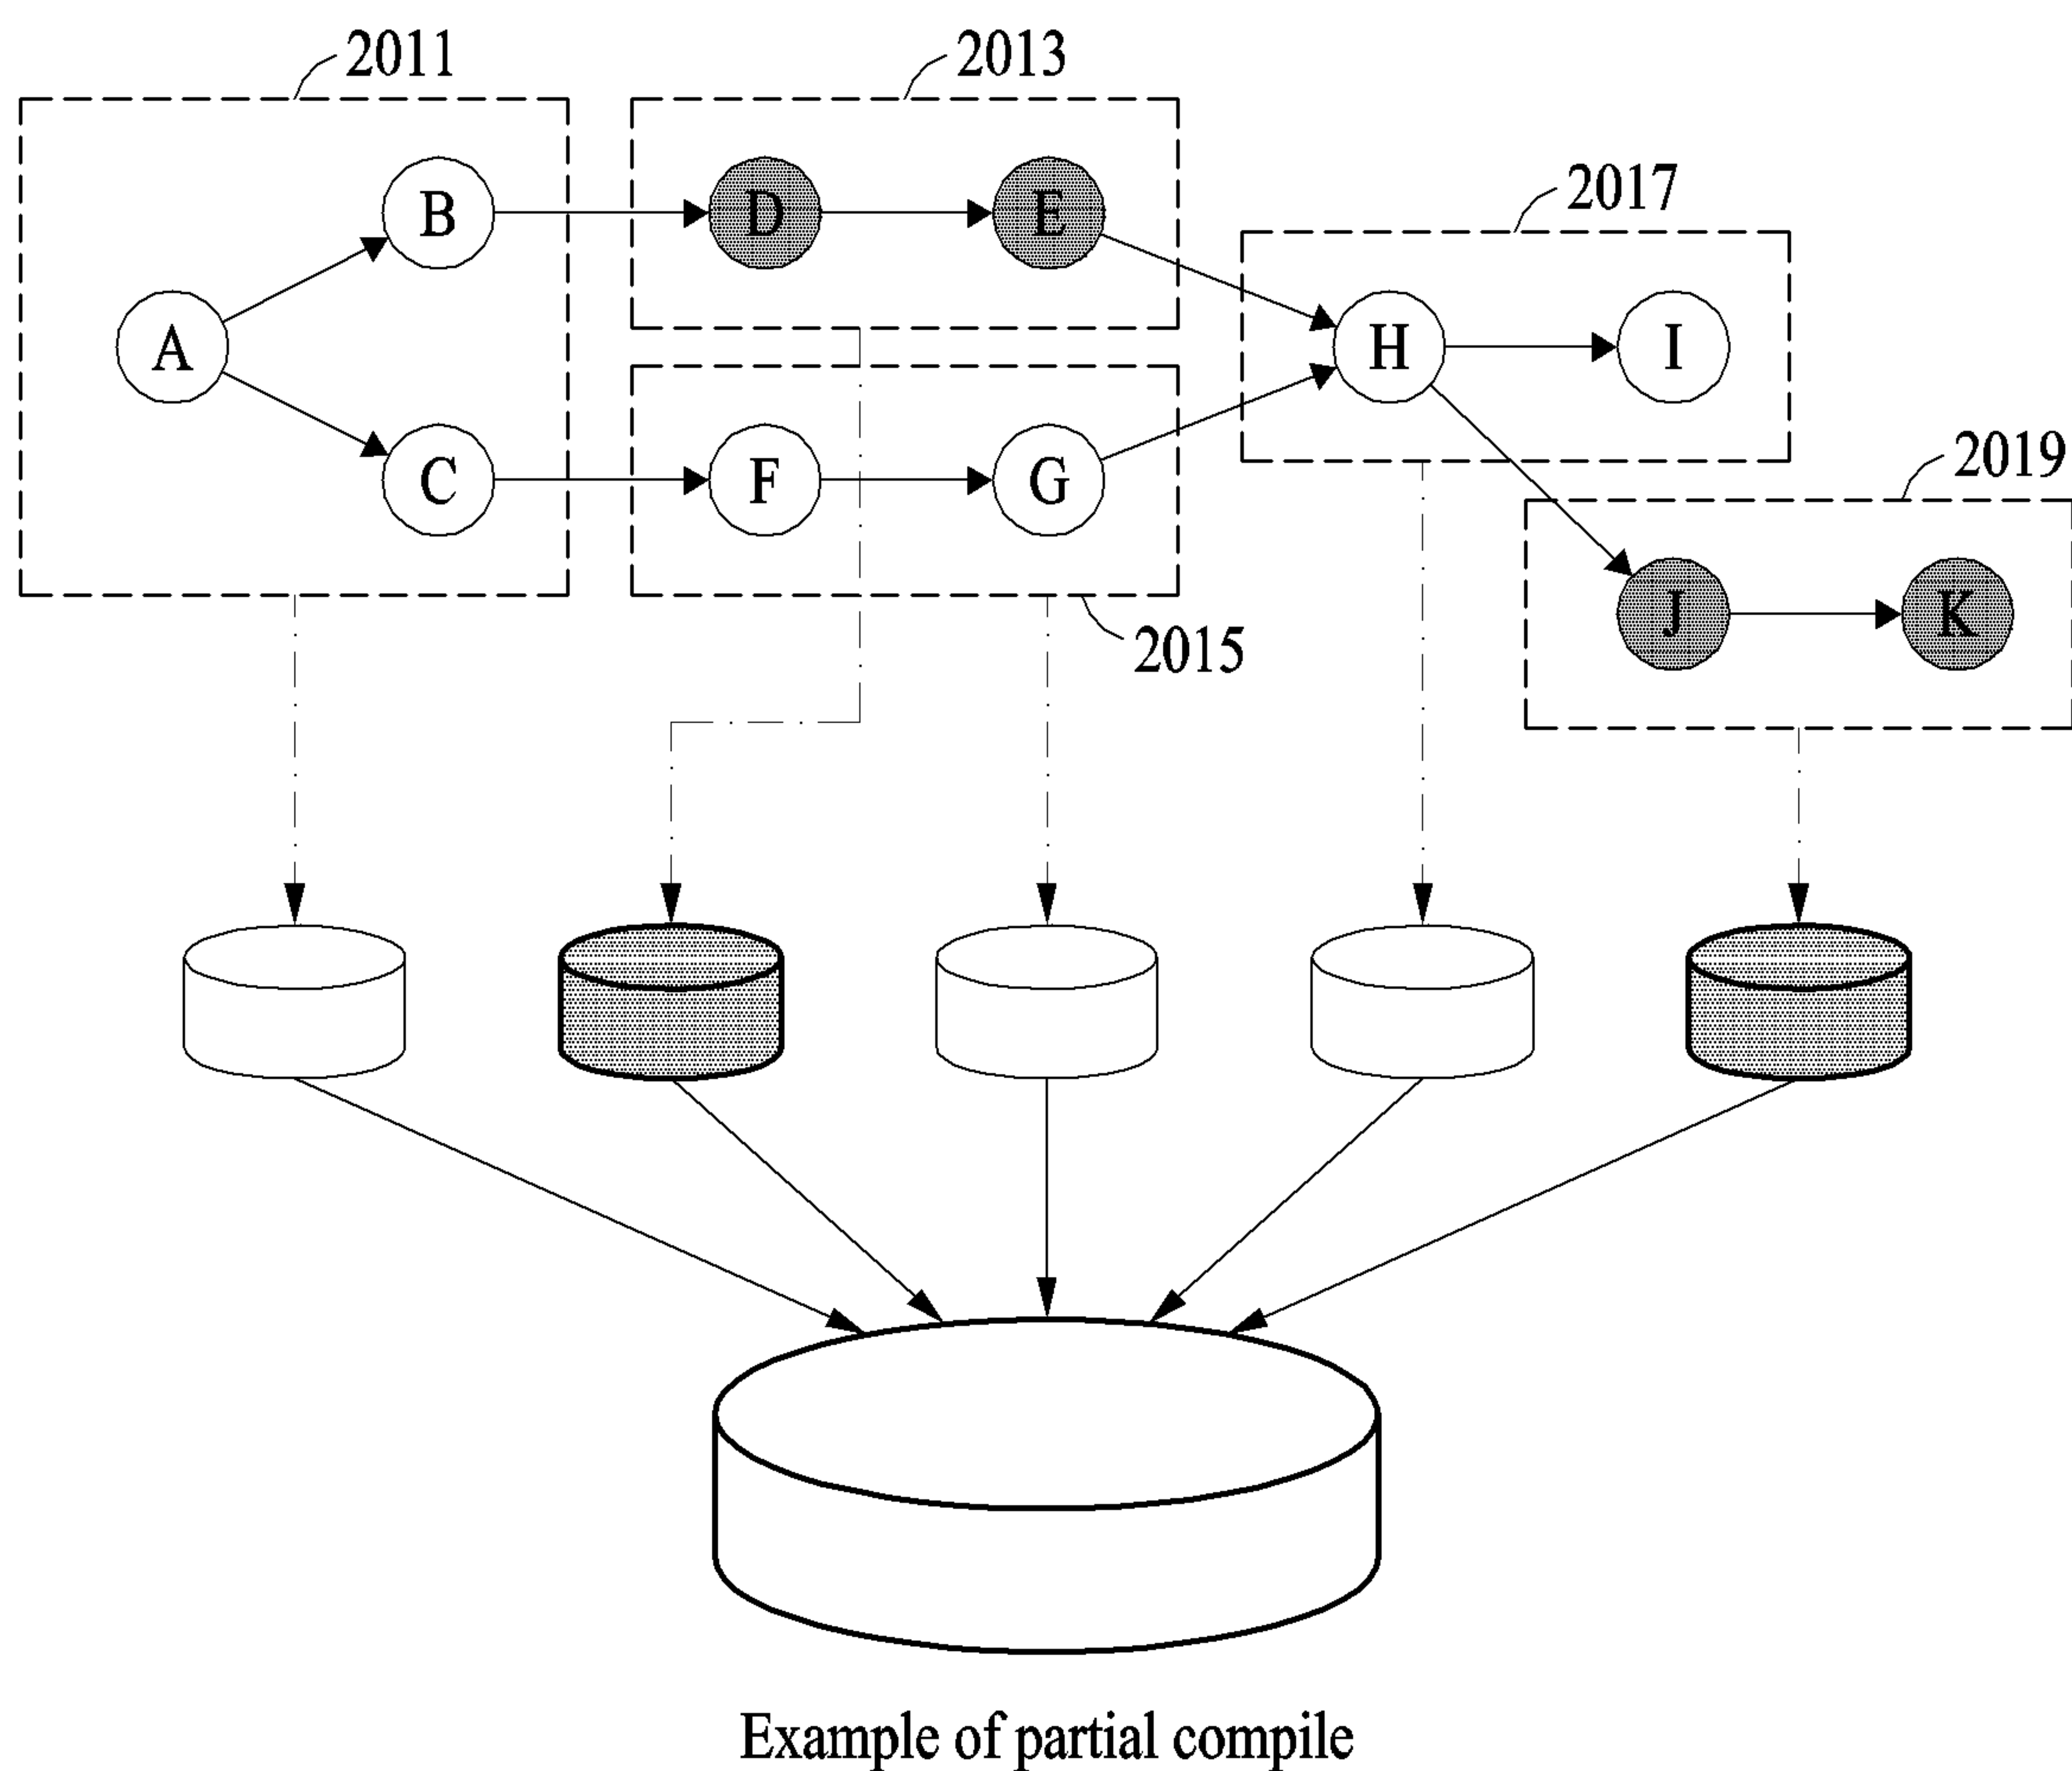 2011
2013
B
D
E
2017
A
H
I
C
F
G
2019
J
K
2015
Example of partial compile